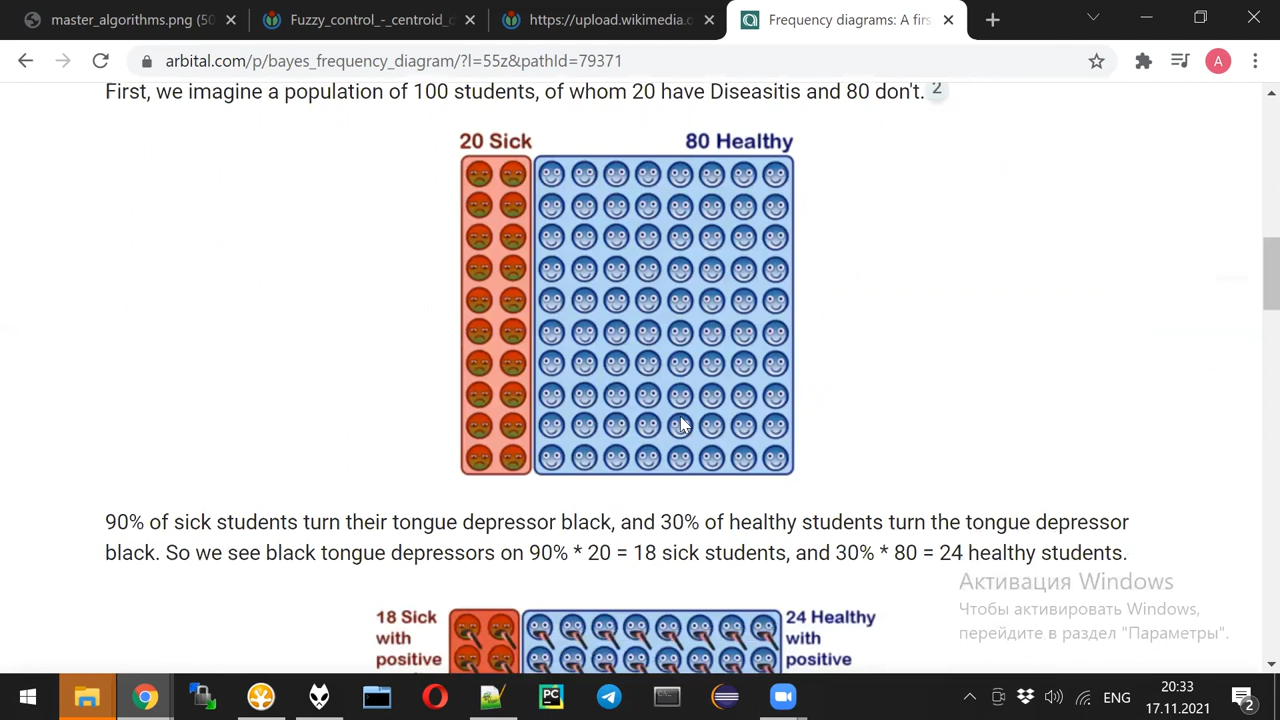 master_algorithms.png (50
Fuzzy_control_-_centroid_d
https://upload.wikimedia.o
Frequency diagrams: A firs
arbital.com/p/bayes_frequency_diagram/?l=55z&pathId=79371
A
First, we imagine a population of 100 students, of whom 20 have Diseasitis and 80 don't. 2
20 Sick 80 Healthy
90% of sick students turn their tongue depressor black, and 30% of healthy students turn the tongue depressor
black. So we see black tongue depressors on 90% * 20 = 18 sick students, and 30% * 80 = 24 healthy students.
18 Sick
with
positive
24 Healthy
with
positive
Активация Windows
Чтобы активировать Windows,
перейдите в раздел "Параметры".
PC
ENG
20:33
17.11.2021
2